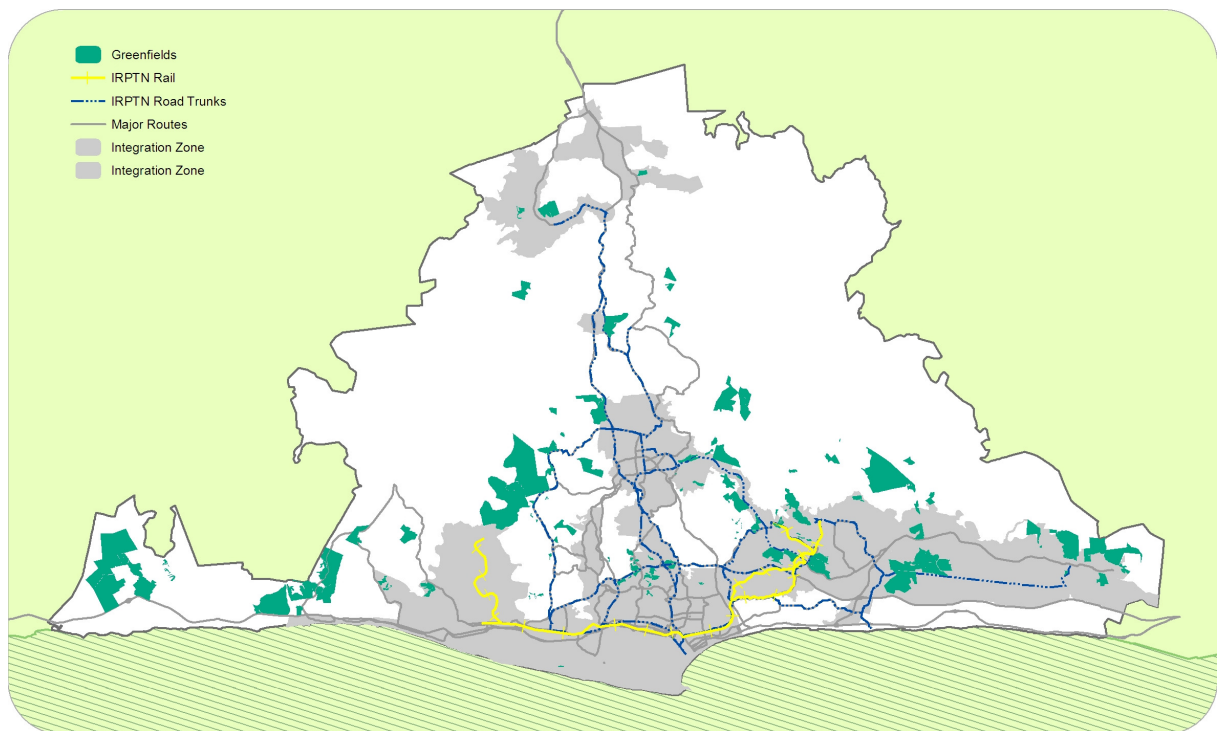 Greenfields
IRPTN Rail
IRPTN Road Trunks
Major Routes
Integration Zone
Integration Zone